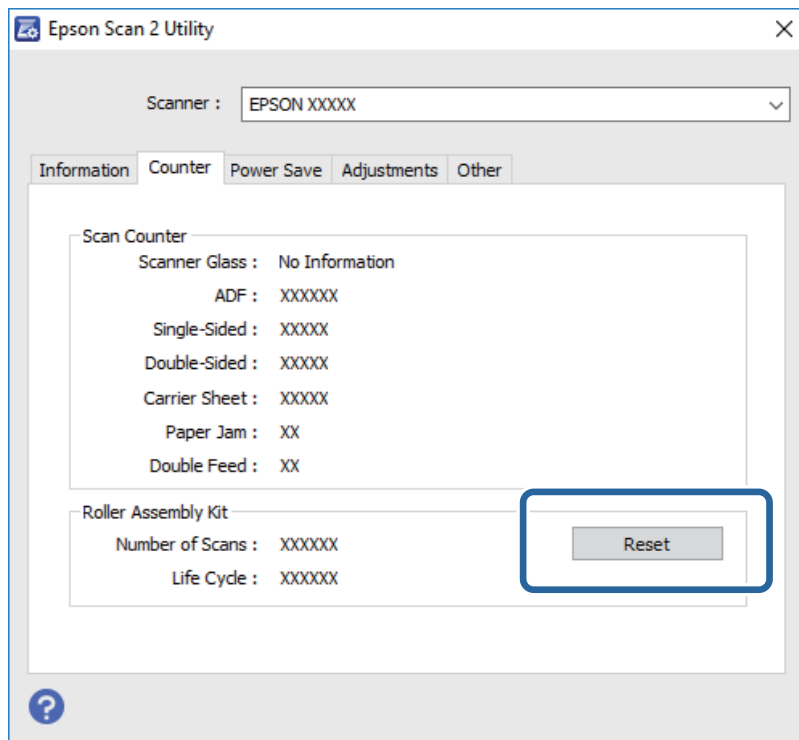 Epson Scan 2 Utility
Scanner : EPSON XXXXX
Information Counter Power Save Adjustments Other
Scan Counter
Scanner Glass : No Information
ADF : XXXXXX
Single-Sided : XXXXX
Double-Sided : XXXXX
Carrier Sheet : XXXXX
Paper Jam : XX
Double Feed : XX
Roller Assembly Kit
Number of Scans : XXXXXX Reset
Life Cycle : XXXXXX
?